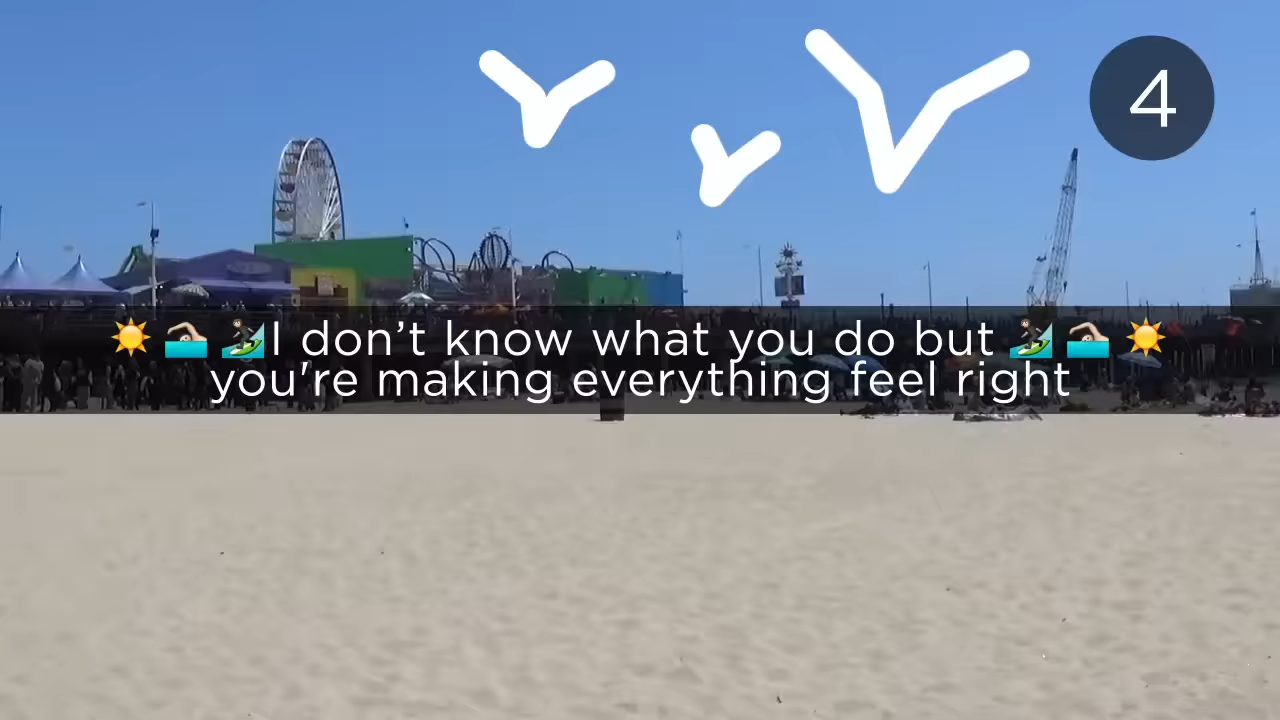 4
☀️🏊🏄I don’t know what you do but 🏄🏊☀️
you're making everything feel right